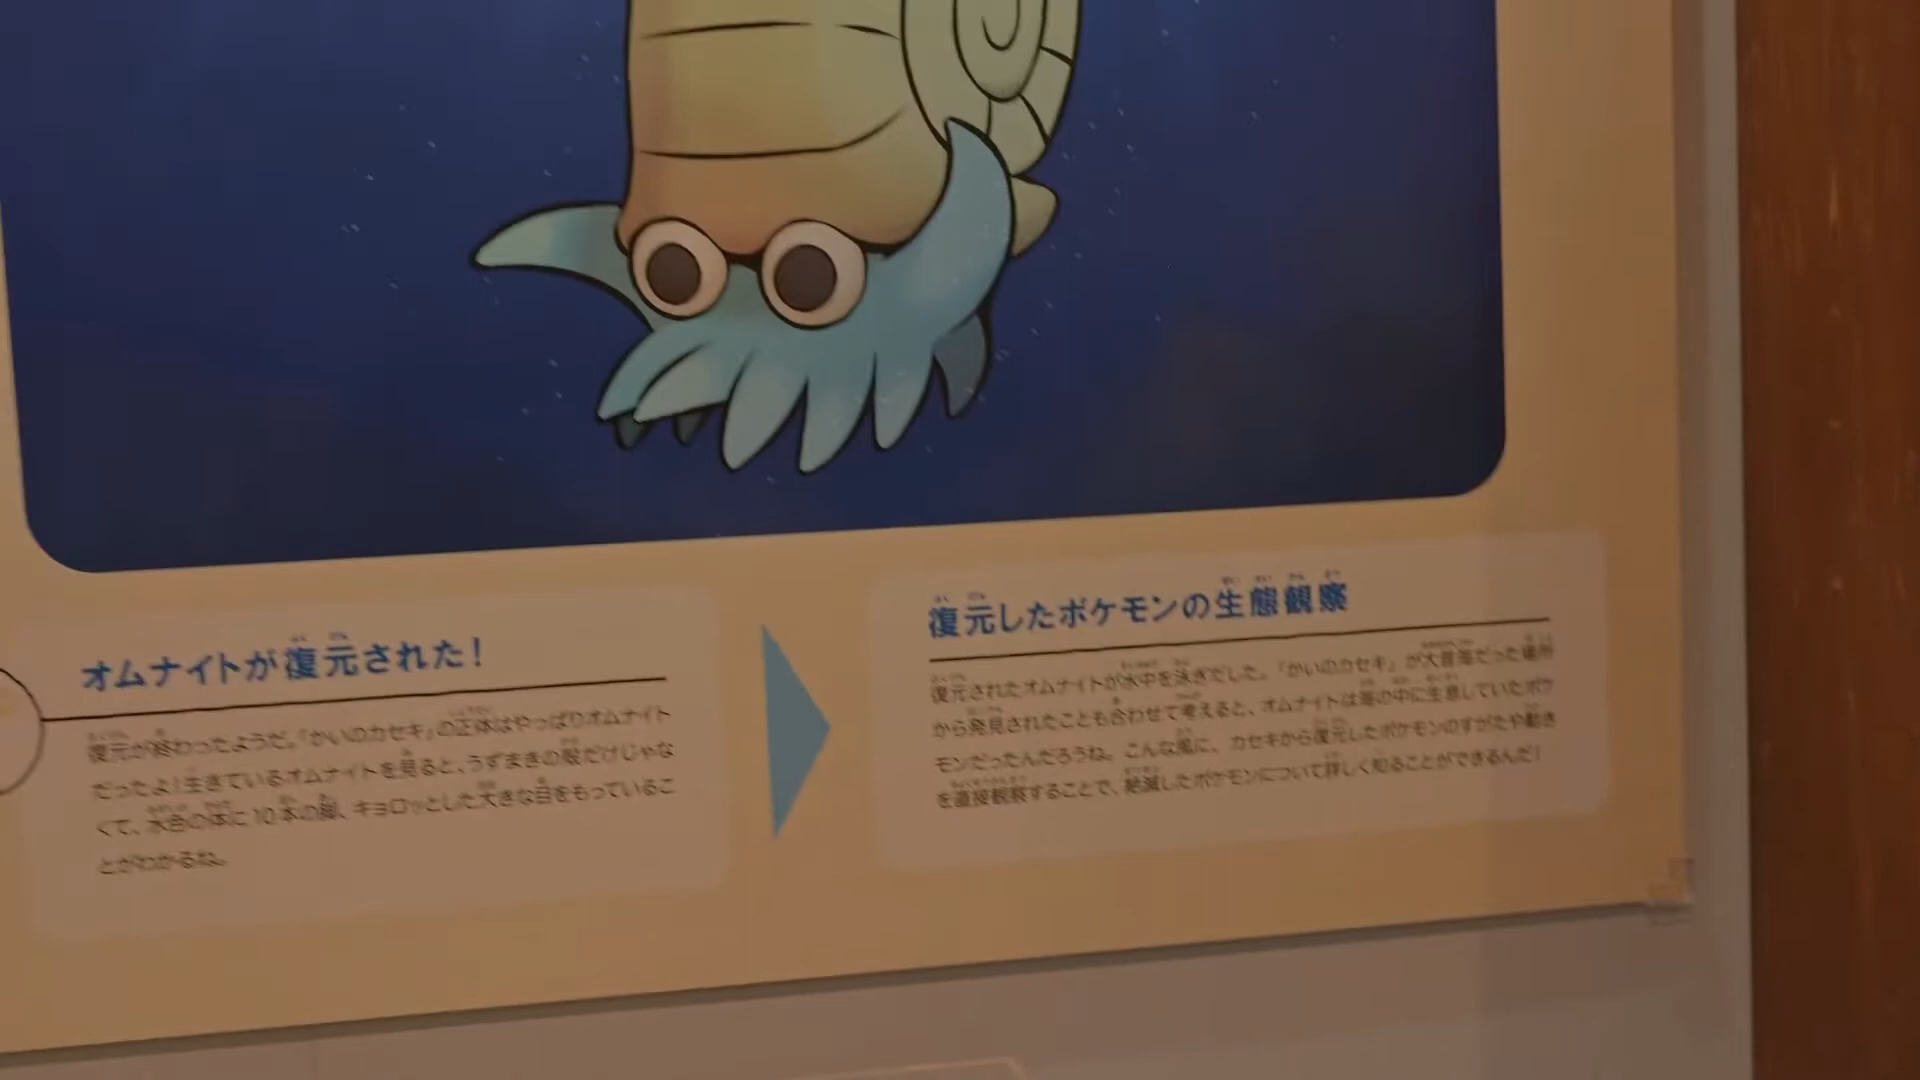 オムナイトが復元された！
復元が終わったようだ。「かいのカセキ」の正体はやっぱりオムナイト
だったよ！生きているオムナイトを見ると、うずまきの殻だけじゃな
くて、水色の体に10本の脚、キョロッとした大きな目をもっているこ
とがわかるね。
復元したポケモンの生態観察
復元されたオムナイトが水中を泳ぎだした。「かいのカセキ」が大昔海だった場所
から発見されたことも合わせて考えると、オムナイトは海の中に生息していたポケ
モンだったんだろうね。こんな風に、カセキから復元したポケモンのすがたや動き
を直接観察することで、絶滅したポケモンについて詳しく知ることができるんだ！